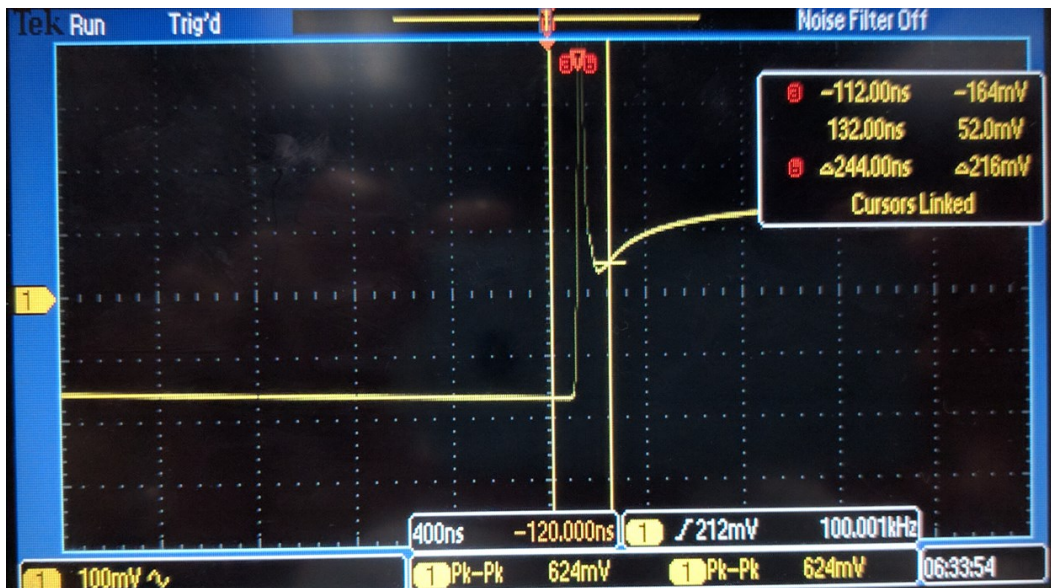 Tek Run Trig'd Noise Filter Off
a b
a -112.00ns -164mV
132.00ns 52.0mV
b △244.00ns △216mV
Cursors Linked
1
400ns -120.000ns 1 ∫ 212mV 100.001kHz
1 100mV ∿ 1 Pk-Pk 624mV 1 Pk-Pk 624mV 06:33:54